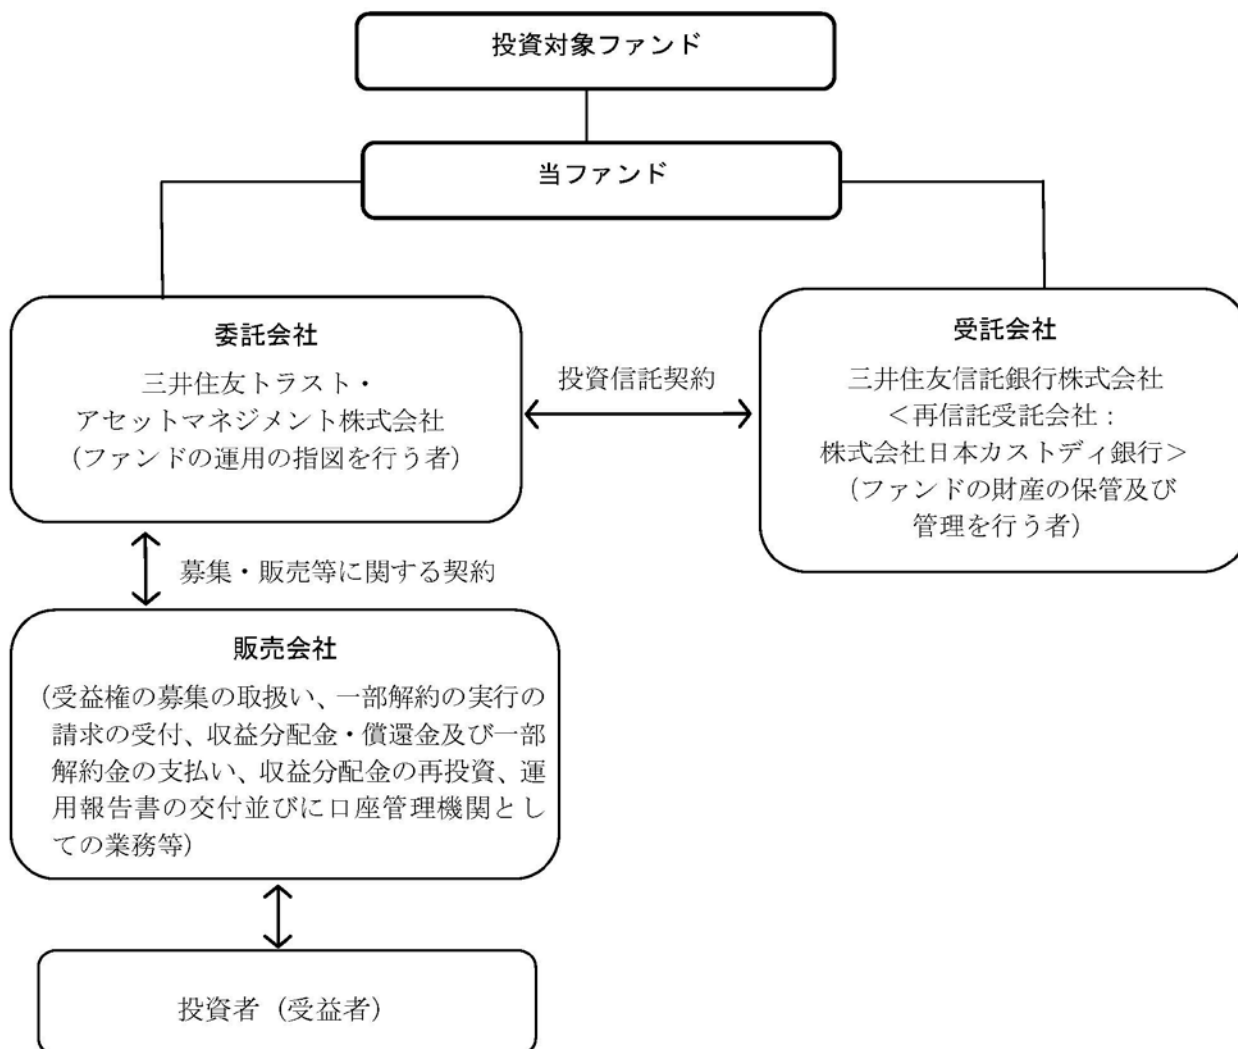 投資対象ファンド
当ファンド
委託会社
三井住友トラスト・
アセットマネジメント株式会社
（ファンドの運用の指図を行う者）
投資信託契約
受託会社
三井住友信託銀行株式会社
＜再信託受託会社：
株式会社日本カストディ銀行＞
（ファンドの財産の保管及び
管理を行う者）
募集・販売等に関する契約
販売会社
（受益権の募集の取扱い、一部解約の実行の
請求の受付、収益分配金・償還金及び一部
解約金の支払い、収益分配金の再投資、運
用報告書の交付並びに口座管理機関とし
ての業務等）
投資者（受益者）